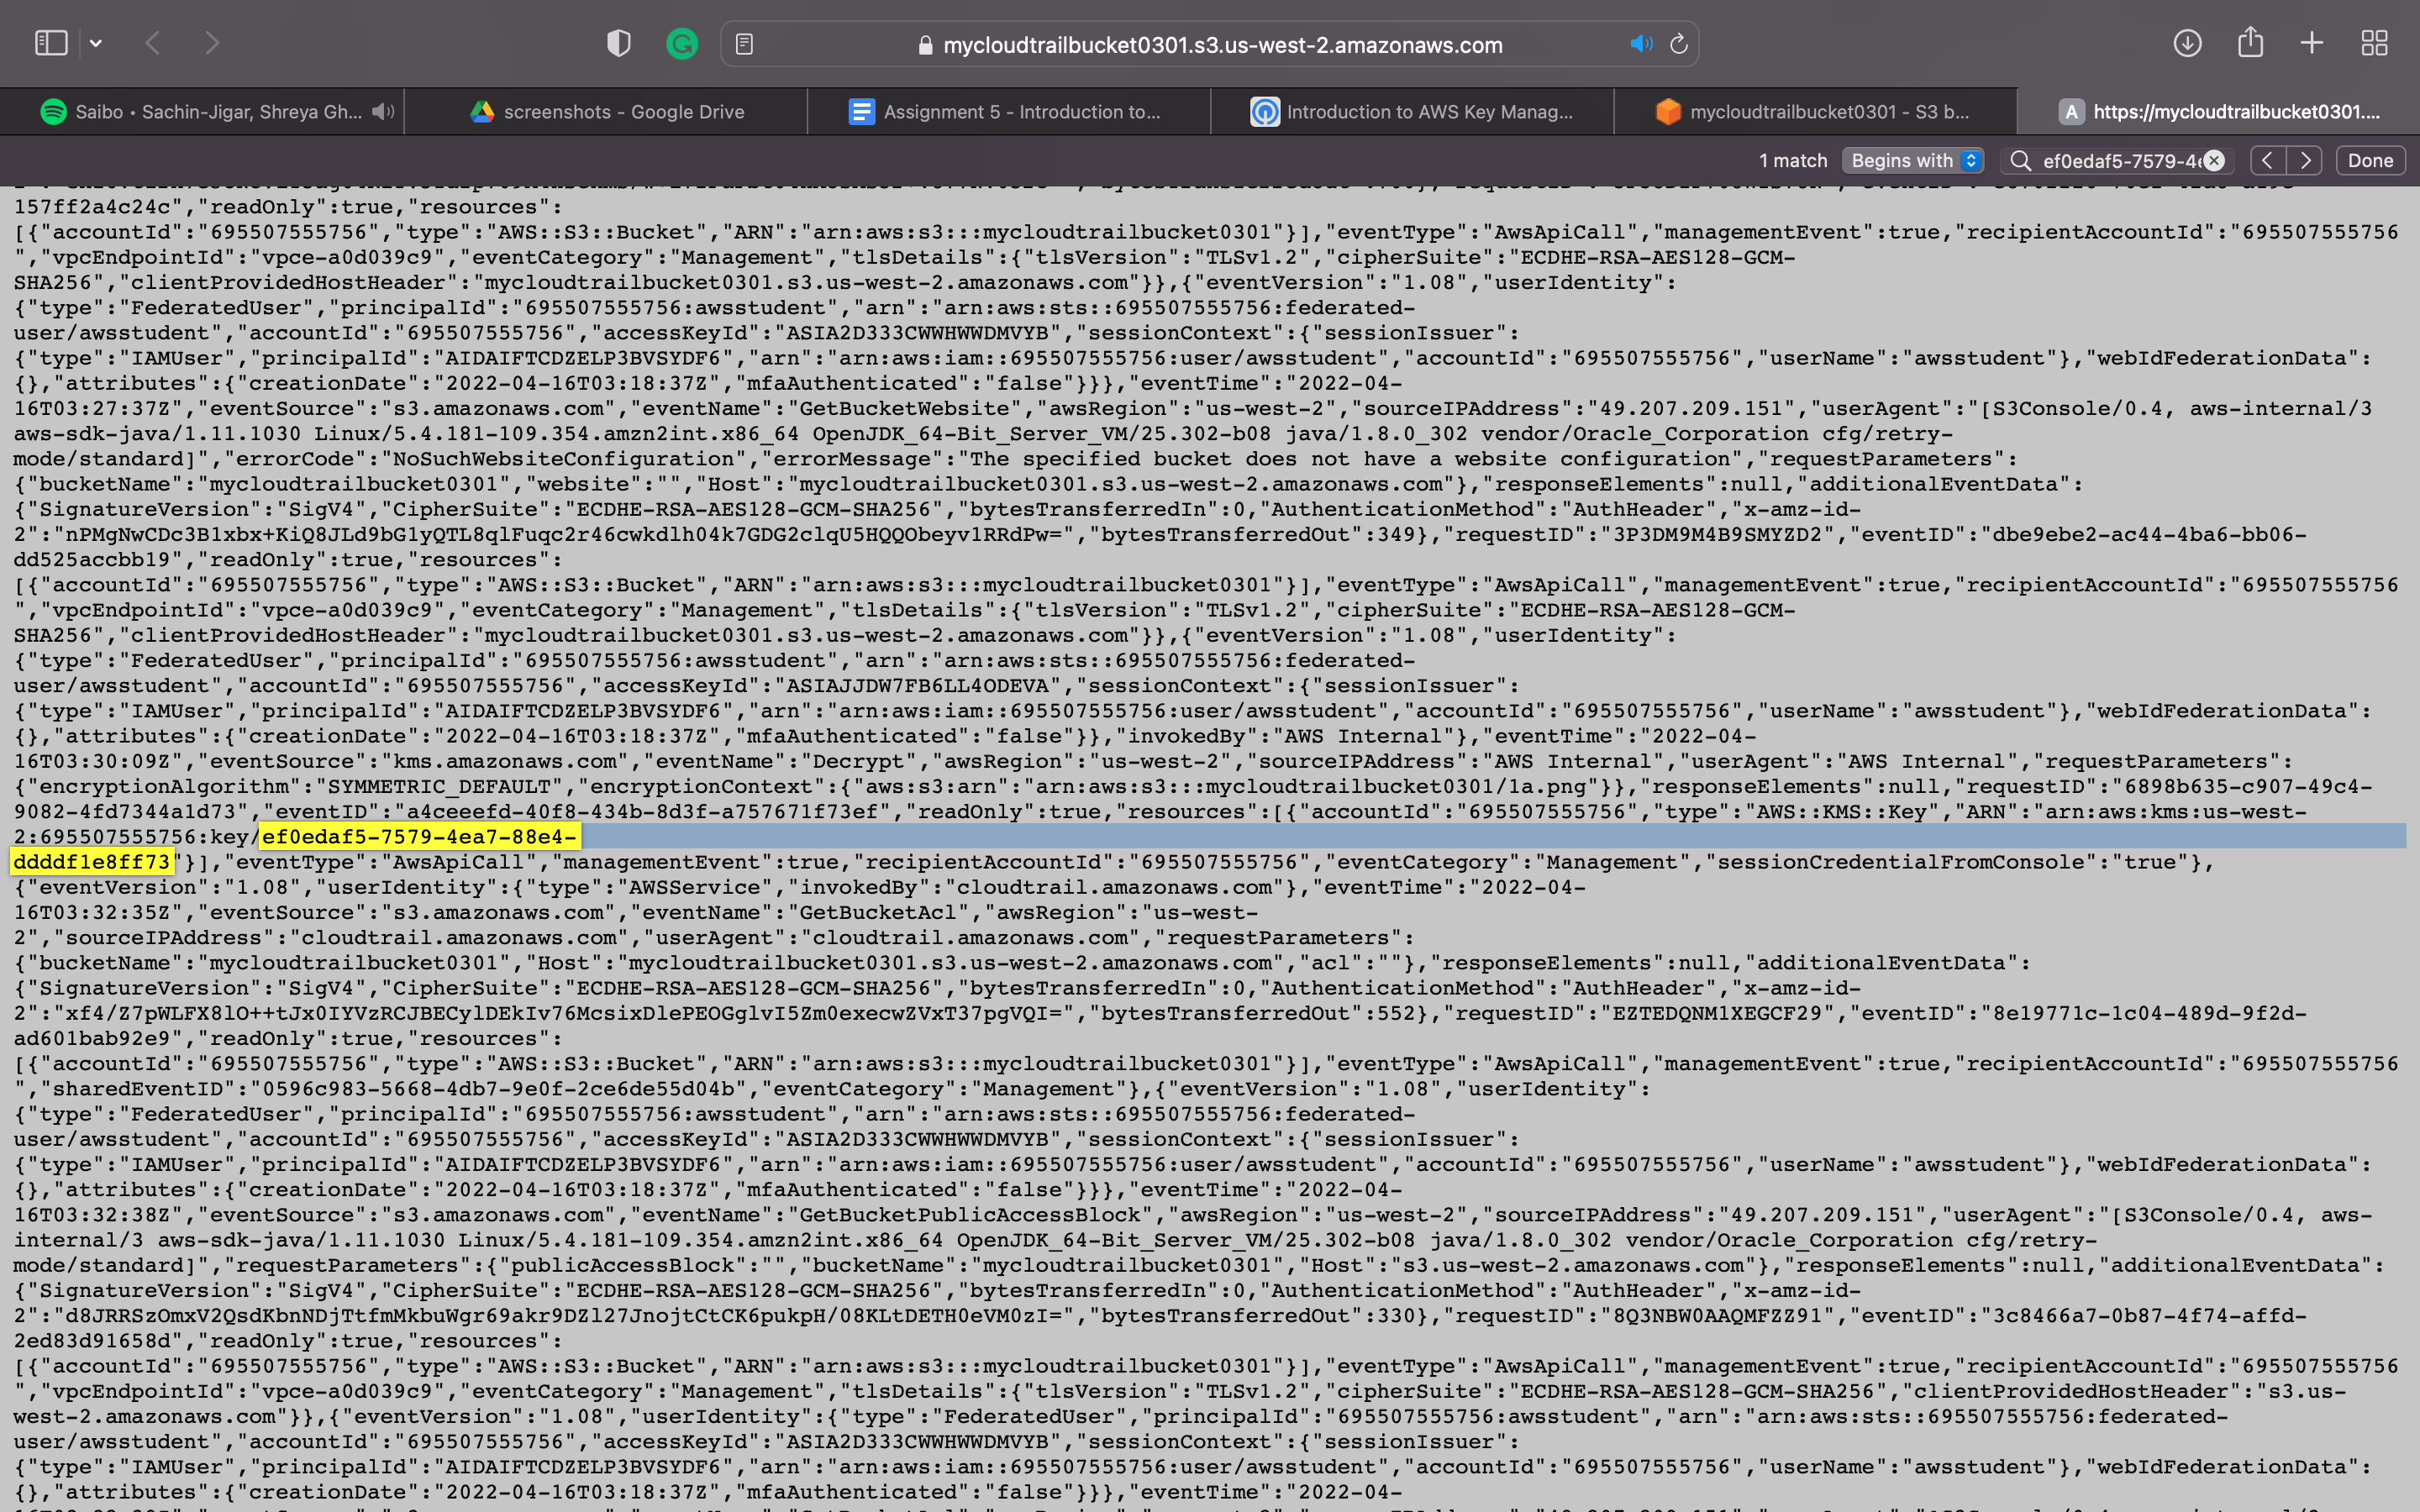 mycloudtrailbucket0301.s3.us-west-2.amazonaws.com
Saibo • Sachin-Jigar, Shreya Gh...
screenshots - Google Drive
Assignment 5 - Introduction to...
Introduction to AWS Key Manag...
mycloudtrailbucket0301 - S3 b...
A https://mycloudtrailbucket0301....
1 match Begins with ef0edaf5-7579-4e Done
157ff2a4c24c","readOnly":true,"resources":
[{"accountId":"695507555756","type":"AWS::S3::Bucket","ARN":"arn:aws:s3:::mycloudtrailbucket0301"}],"eventType":"AwsApiCall","managementEvent":true,"recipientAccountId":"695507555756
","vpcEndpointId":"vpce-a0d039c9","eventCategory":"Management","tlsDetails":{"tlsVersion":"TLSv1.2","cipherSuite":"ECDHE-RSA-AES128-GCM-
SHA256","clientProvidedHostHeader":"mycloudtrailbucket0301.s3.us-west-2.amazonaws.com"}},{"eventVersion":"1.08","userIdentity":
{"type":"FederatedUser","principalId":"695507555756:awsstudent","arn":"arn:aws:sts::695507555756:federated-
user/awsstudent","accountId":"695507555756","accessKeyId":"ASIA2D333CWWHWWDMVYB","sessionContext":{"sessionIssuer":
{"type":"IAMUser","principalId":"AIDAIFTCDZELP3BVSYDF6","arn":"arn:aws:iam::695507555756:user/awsstudent","accountId":"695507555756","userName":"awsstudent"},"webIdFederationData":
{},"attributes":{"creationDate":"2022-04-16T03:18:37Z","mfaAuthenticated":"false"}}},"eventTime":"2022-04-
16T03:27:37Z","eventSource":"s3.amazonaws.com","eventName":"GetBucketWebsite","awsRegion":"us-west-2","sourceIPAddress":"49.207.209.151","userAgent":"[S3Console/0.4, aws-internal/3
aws-sdk-java/1.11.1030 Linux/5.4.181-109.354.amzn2int.x86_64 OpenJDK_64-Bit_Server_VM/25.302-b08 java/1.8.0_302 vendor/Oracle_Corporation cfg/retry-
mode/standard]","errorCode":"NoSuchWebsiteConfiguration","errorMessage":"The specified bucket does not have a website configuration","requestParameters":
{"bucketName":"mycloudtrailbucket0301","website":"","Host":"mycloudtrailbucket0301.s3.us-west-2.amazonaws.com"},"responseElements":null,"additionalEventData":
{"SignatureVersion":"SigV4","CipherSuite":"ECDHE-RSA-AES128-GCM-SHA256","bytesTransferredIn":0,"AuthenticationMethod":"AuthHeader","x-amz-id-
2":"nPMgNwCDc3B1xbx+KiQ8JLd9bG1yQTL8qlFuqc2r46cwkdlh04k7GDG2clqU5HQQObeyv1RRdPw=","bytesTransferredOut":349},"requestID":"3P3DM9M4B9SMYZD2","eventID":"dbe9ebe2-ac44-4ba6-bb06-
dd525accbb19","readOnly":true,"resources":
[{"accountId":"695507555756","type":"AWS::S3::Bucket","ARN":"arn:aws:s3:::mycloudtrailbucket0301"}],"eventType":"AwsApiCall","managementEvent":true,"recipientAccountId":"695507555756
","vpcEndpointId":"vpce-a0d039c9","eventCategory":"Management","tlsDetails":{"tlsVersion":"TLSv1.2","cipherSuite":"ECDHE-RSA-AES128-GCM-
SHA256","clientProvidedHostHeader":"mycloudtrailbucket0301.s3.us-west-2.amazonaws.com"}},{"eventVersion":"1.08","userIdentity":
{"type":"FederatedUser","principalId":"695507555756:awsstudent","arn":"arn:aws:sts::695507555756:federated-
user/awsstudent","accountId":"695507555756","accessKeyId":"ASIAJJDW7FB6LL4ODEVA","sessionContext":{"sessionIssuer":
{"type":"IAMUser","principalId":"AIDAIFTCDZELP3BVSYDF6","arn":"arn:aws:iam::695507555756:user/awsstudent","accountId":"695507555756","userName":"awsstudent"},"webIdFederationData":
{},"attributes":{"creationDate":"2022-04-16T03:18:37Z","mfaAuthenticated":"false"}},"invokedBy":"AWS Internal"},"eventTime":"2022-04-
16T03:30:09Z","eventSource":"kms.amazonaws.com","eventName":"Decrypt","awsRegion":"us-west-2","sourceIPAddress":"AWS Internal","userAgent":"AWS Internal","requestParameters":
{"encryptionAlgorithm":"SYMMETRIC_DEFAULT","encryptionContext":{"aws:s3:arn":"arn:aws:s3:::mycloudtrailbucket0301/1a.png"}},"responseElements":null,"requestID":"6898b635-c907-49c4-
9082-4fd7344a1d73","eventID":"a4ceeefd-40f8-434b-8d3f-a757671f73ef","readOnly":true,"resources":[{"accountId":"695507555756","type":"AWS::KMS::Key","ARN":"arn:aws:kms:us-west-
2:695507555756:key/ef0edaf5-7579-4ea7-88e4-
ddddf1e8ff73"}],"eventType":"AwsApiCall","managementEvent":true,"recipientAccountId":"695507555756","eventCategory":"Management","sessionCredentialFromConsole":"true"},
{"eventVersion":"1.08","userIdentity":{"type":"AWSService","invokedBy":"cloudtrail.amazonaws.com"},"eventTime":"2022-04-
16T03:32:35Z","eventSource":"s3.amazonaws.com","eventName":"GetBucketAcl","awsRegion":"us-west-
2","sourceIPAddress":"cloudtrail.amazonaws.com","userAgent":"cloudtrail.amazonaws.com","requestParameters":
{"bucketName":"mycloudtrailbucket0301","Host":"mycloudtrailbucket0301.s3.us-west-2.amazonaws.com","acl":""},"responseElements":null,"additionalEventData":
{"SignatureVersion":"SigV4","CipherSuite":"ECDHE-RSA-AES128-GCM-SHA256","bytesTransferredIn":0,"AuthenticationMethod":"AuthHeader","x-amz-id-
2":"xf4/Z7pWLFX8lO++tJx0IYVzRCJBECylDEkIv76McsixDlePEOGglvI5Zm0execwZVxT37pgVQI=","bytesTransferredOut":552},"requestID":"EZTEDQNM1XEGCF29","eventID":"8e19771c-1c04-489d-9f2d-
ad601bab92e9","readOnly":true,"resources":
[{"accountId":"695507555756","type":"AWS::S3::Bucket","ARN":"arn:aws:s3:::mycloudtrailbucket0301"}],"eventType":"AwsApiCall","managementEvent":true,"recipientAccountId":"695507555756
","sharedEventID":"0596c983-5668-4db7-9e0f-2ce6de55d04b","eventCategory":"Management"},{"eventVersion":"1.08","userIdentity":
{"type":"FederatedUser","principalId":"695507555756:awsstudent","arn":"arn:aws:sts::695507555756:federated-
user/awsstudent","accountId":"695507555756","accessKeyId":"ASIA2D333CWWHWWDMVYB","sessionContext":{"sessionIssuer":
{"type":"IAMUser","principalId":"AIDAIFTCDZELP3BVSYDF6","arn":"arn:aws:iam::695507555756:user/awsstudent","accountId":"695507555756","userName":"awsstudent"},"webIdFederationData":
{},"attributes":{"creationDate":"2022-04-16T03:18:37Z","mfaAuthenticated":"false"}}},"eventTime":"2022-04-
16T03:32:38Z","eventSource":"s3.amazonaws.com","eventName":"GetBucketPublicAccessBlock","awsRegion":"us-west-2","sourceIPAddress":"49.207.209.151","userAgent":"[S3Console/0.4, aws-
internal/3 aws-sdk-java/1.11.1030 Linux/5.4.181-109.354.amzn2int.x86_64 OpenJDK_64-Bit_Server_VM/25.302-b08 java/1.8.0_302 vendor/Oracle_Corporation cfg/retry-
mode/standard]","requestParameters":{"publicAccessBlock":"","bucketName":"mycloudtrailbucket0301","Host":"s3.us-west-2.amazonaws.com"},"responseElements":null,"additionalEventData":
{"SignatureVersion":"SigV4","CipherSuite":"ECDHE-RSA-AES128-GCM-SHA256","bytesTransferredIn":0,"AuthenticationMethod":"AuthHeader","x-amz-id-
2":"d8JRRSzOmxV2QsdKbnNDjTtfmMkbuWgr69akr9DZl27JnojtCtCK6pukpH/08KLtDETH0eVM0zI=","bytesTransferredOut":330},"requestID":"8Q3NBW0AAQMFZZ91","eventID":"3c8466a7-0b87-4f74-affd-
2ed83d91658d","readOnly":true,"resources":
[{"accountId":"695507555756","type":"AWS::S3::Bucket","ARN":"arn:aws:s3:::mycloudtrailbucket0301"}],"eventType":"AwsApiCall","managementEvent":true,"recipientAccountId":"695507555756
","vpcEndpointId":"vpce-a0d039c9","eventCategory":"Management","tlsDetails":{"tlsVersion":"TLSv1.2","cipherSuite":"ECDHE-RSA-AES128-GCM-SHA256","clientProvidedHostHeader":"s3.us-
west-2.amazonaws.com"}},{"eventVersion":"1.08","userIdentity":{"type":"FederatedUser","principalId":"695507555756:awsstudent","arn":"arn:aws:sts::695507555756:federated-
user/awsstudent","accountId":"695507555756","accessKeyId":"ASIA2D333CWWHWWDMVYB","sessionContext":{"sessionIssuer":
{"type":"IAMUser","principalId":"AIDAIFTCDZELP3BVSYDF6","arn":"arn:aws:iam::695507555756:user/awsstudent","accountId":"695507555756","userName":"awsstudent"},"webIdFederationData":
{},"attributes":{"creationDate":"2022-04-16T03:18:37Z","mfaAuthenticated":"false"}}},"eventTime":"2022-04-